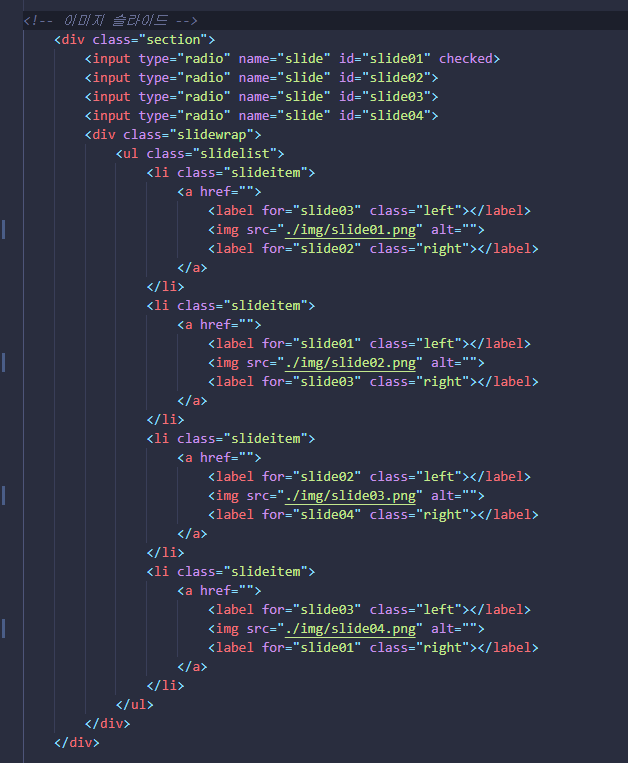 <!-- 이미지 슬라이드 -->
<div class="section">
<input type="radio" name="slide" id="slide01" checked>
<input type="radio" name="slide" id="slide02">
<input type="radio" name="slide" id="slide03">
<input type="radio" name="slide" id="slide04">
<div class="slidewrap">
<ul class="slidelist">
<li class="slideitem">
<a href="">
<label for="slide03" class="left"></label>
<img src="./img/slide01.png" alt="">
<label for="slide02" class="right"></label>
</a>
</li>
<li class="slideitem">
<a href="">
<label for="slide01" class="left"></label>
<img src="./img/slide02.png" alt="">
<label for="slide03" class="right"></label>
</a>
</li>
<li class="slideitem">
<a href="">
<label for="slide02" class="left"></label>
<img src="./img/slide03.png" alt="">
<label for="slide04" class="right"></label>
</a>
</li>
<li class="slideitem">
<a href="">
<label for="slide03" class="left"></label>
<img src="./img/slide04.png" alt="">
<label for="slide01" class="right"></label>
</a>
</li>
</ul>
</div>
</div>